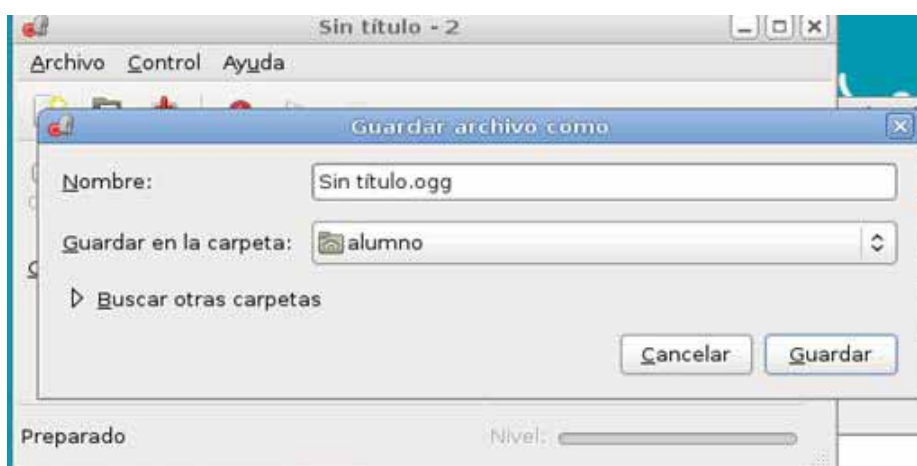 Sin título - 2
Archivo Control Ayuda
Guardar archivo como
Nombre: Sin título.ogg
Guardar en la carpeta: alumno
Buscar otras carpetas
Cancelar Guardar
Preparado Nivel: